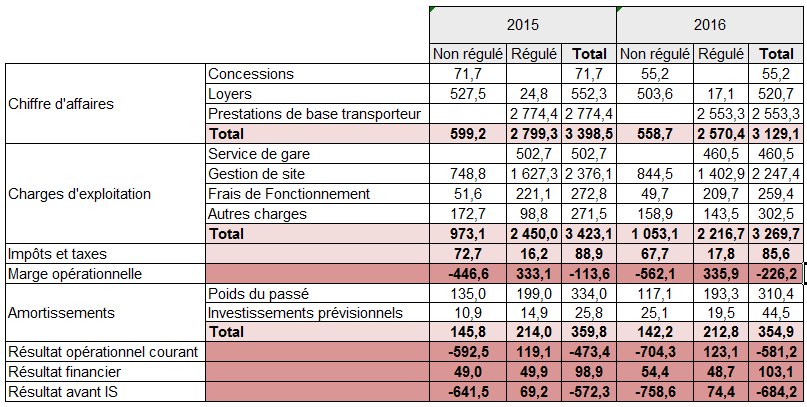 2015 2016
Non régulé Régulé Total Non régulé Régulé Total
Chiffre d'affaires
Concessions 71,7 71,7 55,2 55,2
Loyers 527,5 24,8 552,3 503,6 17,1 520,7
Prestations de base transporteur 2 774,4 2 774,4 2 553,3 2 553,3
Total 599,2 2 799,3 3 398,5 558,7 2 570,4 3 129,1
Charges d'exploitation
Service de gare 502,7 502,7 460,5 460,5
Gestion de site 748,8 1 627,3 2 376,1 844,5 1 402,9 2 247,4
Frais de Fonctionnement 51,6 221,1 272,8 49,7 209,7 259,4
Autres charges 172,7 98,8 271,5 158,9 143,5 302,5
Total 973,1 2 450,0 3 423,1 1 053,1 2 216,7 3 269,7
Impôts et taxes 72,7 16,2 88,9 67,7 17,8 85,6
Marge opérationnelle -446,6 333,1 -113,6 -562,1 335,9 -226,2
Amortissements
Poids du passé 135,0 199,0 334,0 117,1 193,3 310,4
Investissements prévisionnels 10,9 14,9 25,8 25,1 19,5 44,5
Total 145,8 214,0 359,8 142,2 212,8 354,9
Résultat opérationnel courant -592,5 119,1 -473,4 -704,3 123,1 -581,2
Résultat financier 49,0 49,9 98,9 54,4 48,7 103,1
Résultat avant IS -641,5 69,2 -572,3 -758,6 74,4 -684,2